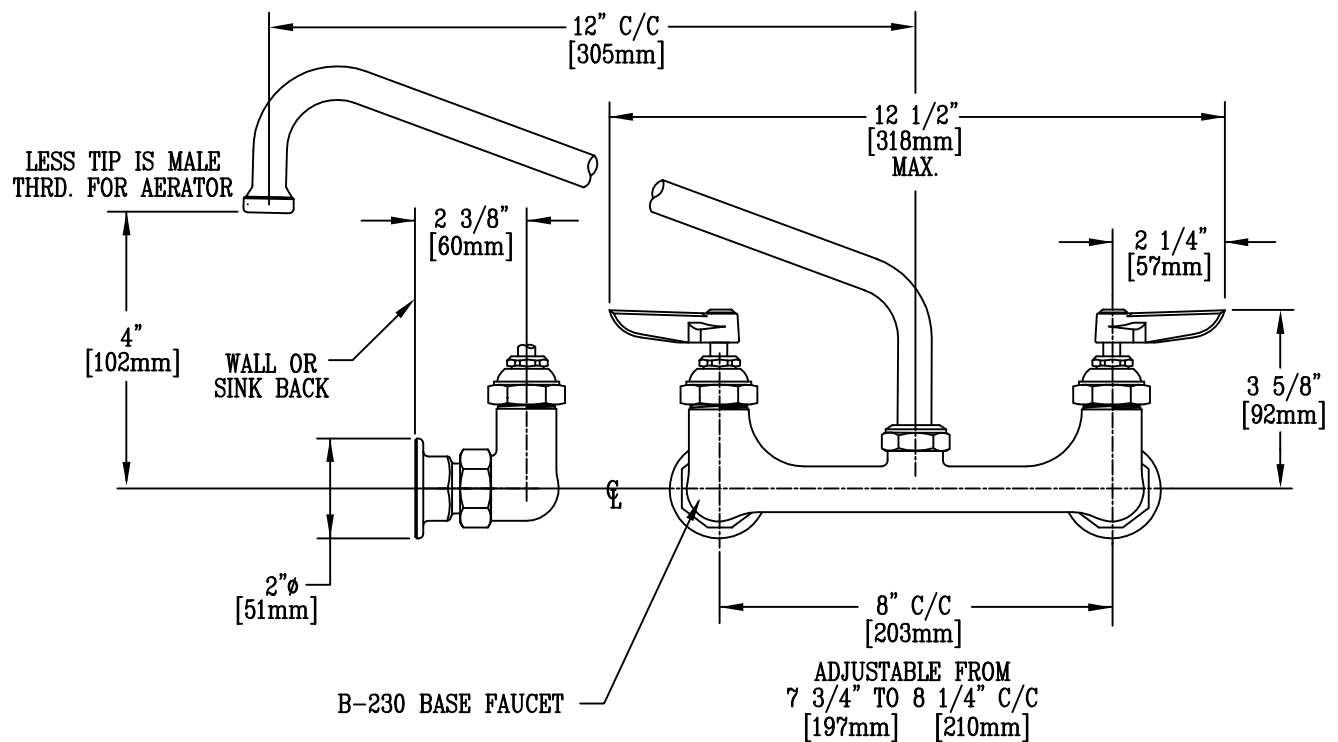 12" C/C
[305mm]
12 1/2"
[318mm]
MAX.
LESS TIP IS MALE
THRD. FOR AERATOR
2 3/8"
[60mm]
2 1/4"
[57mm]
4"
[102mm]
WALL OR
SINK BACK
3 5/8"
[92mm]
CL
2"ø
[51mm]
8" C/C
[203mm]
ADJUSTABLE FROM
7 3/4" TO 8 1/4" C/C
[197mm] [210mm]
B-230 BASE FAUCET